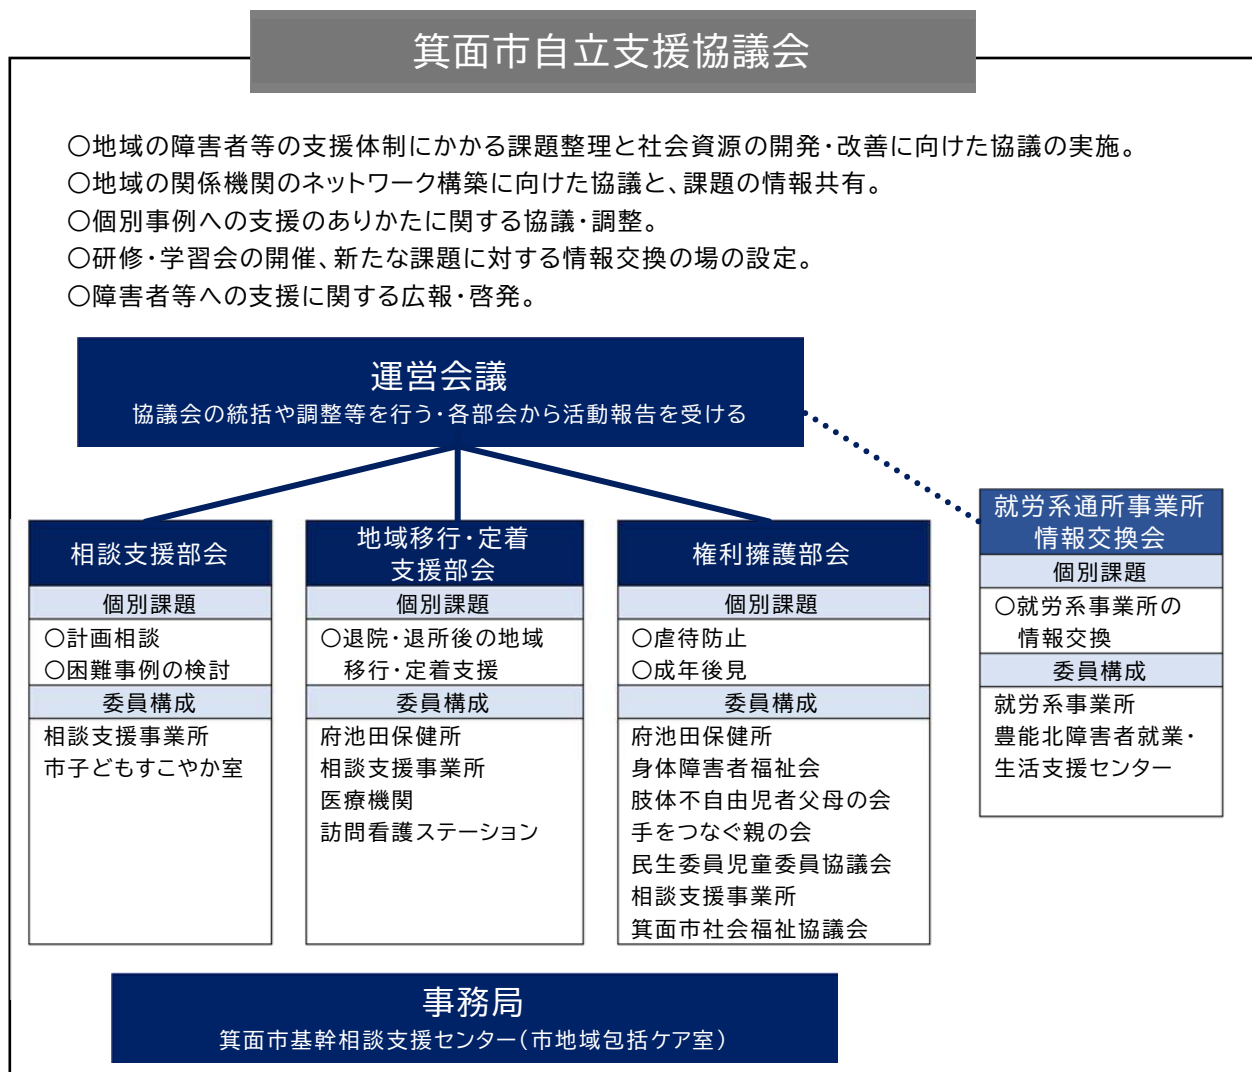 箕面市自立支援協議会
〇地域の障害者等の支援体制にかかる課題整理と社会資源の開発・改善に向けた協議の実施。
〇地域の関係機関のネットワーク構築に向けた協議と、課題の情報共有。
〇個別事例への支援のありかたに関する協議・調整。
〇研修・学習会の開催、新たな課題に対する情報交換の場の設定。
〇障害者等への支援に関する広報・啓発。
運営会議
協議会の統括や調整等を行う・各部会から活動報告を受ける
相談支援部会
個別課題
〇計画相談
〇困難事例の検討
委員構成
相談支援事業所
市子どもすこやか室
地域移行・定着
支援部会
個別課題
〇退院・退所後の地域
移行・定着支援
委員構成
府池田保健所
相談支援事業所
医療機関
訪問看護ステーション
権利擁護部会
個別課題
〇虐待防止
〇成年後見
委員構成
府池田保健所
身体障害者福祉会
肢体不自由児者父母の会
手をつなぐ親の会
民生委員児童委員協議会
相談支援事業所
箕面市社会福祉協議会
就労系通所事業所
情報交換会
個別課題
〇就労系事業所の
情報交換
委員構成
就労系事業所
豊能北障害者就業・
生活支援センター
事務局
箕面市基幹相談支援センター（市地域包括ケア室）